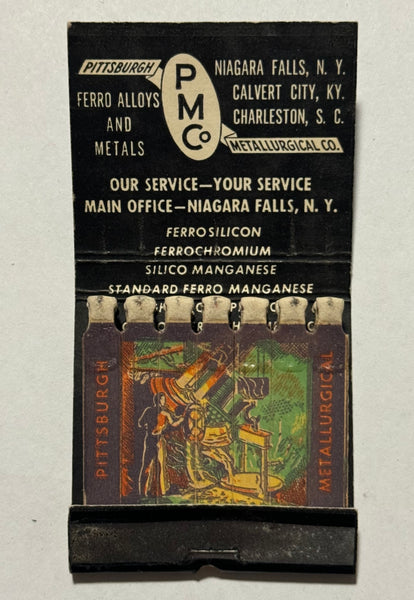 PITTSBURGH
PMCo
METALLURGICAL CO.
FERRO ALLOYS
AND
METALS
NIAGARA FALLS, N. Y.
CALVERT CITY, KY.
CHARLESTON, S. C.
OUR SERVICE—YOUR SERVICE
MAIN OFFICE—NIAGARA FALLS, N. Y.
FERROSILICON
FERROCHROMIUM
SILICO MANGANESE
STANDARD FERRO MANGANESE
PITTSBURGH
METALLURGICAL